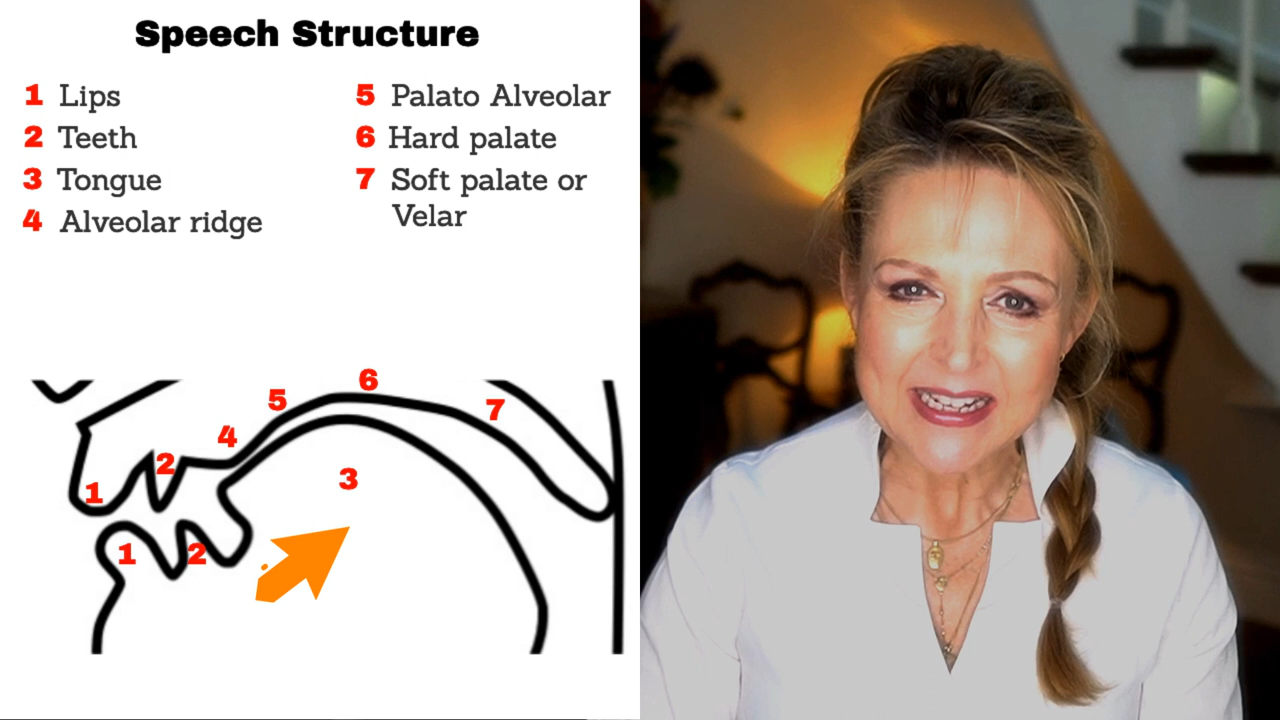 Speech Structure
1 Lips
2 Teeth
3 Tongue
4 Alveolar ridge
5 Palato Alveolar
6 Hard palate
7 Soft palate or
Velar
6
5
7
4
2
3
1
1
2